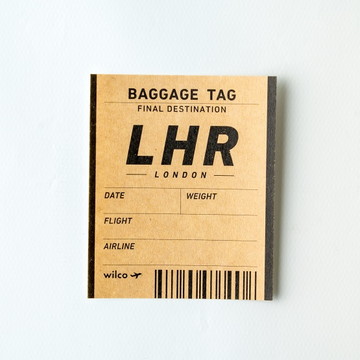 BAGGAGE TAG
FINAL DESTINATION
LHR
LONDON
DATE WEIGHT
FLIGHT
AIRLINE
wilco